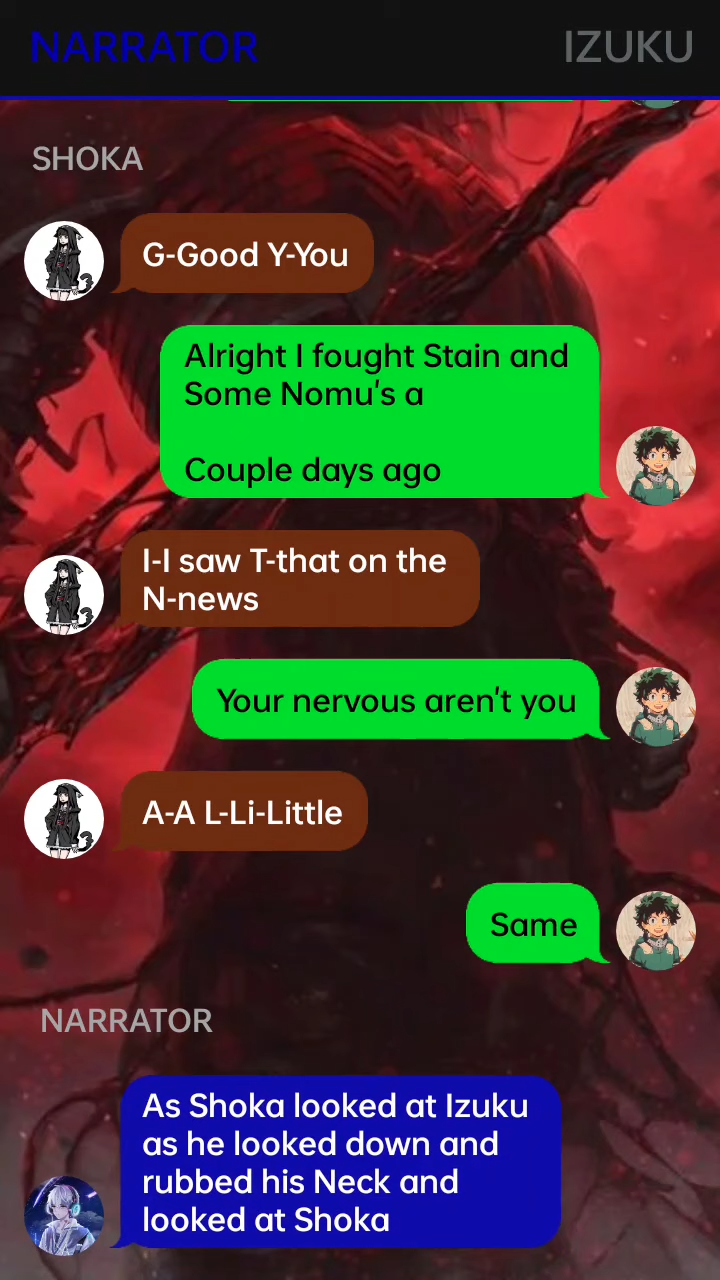 NARRATOR
IZUKU
SHOKA
G-Good Y-You
Alright I fought Stain and
Some Nomu's a
Couple days ago
I-I saw T-that on the
N-news
Your nervous aren't you
A-A L-Li-Little
Same
NARRATOR
As Shoka looked at Izuku
as he looked down and
rubbed his Neck and
looked at Shoka